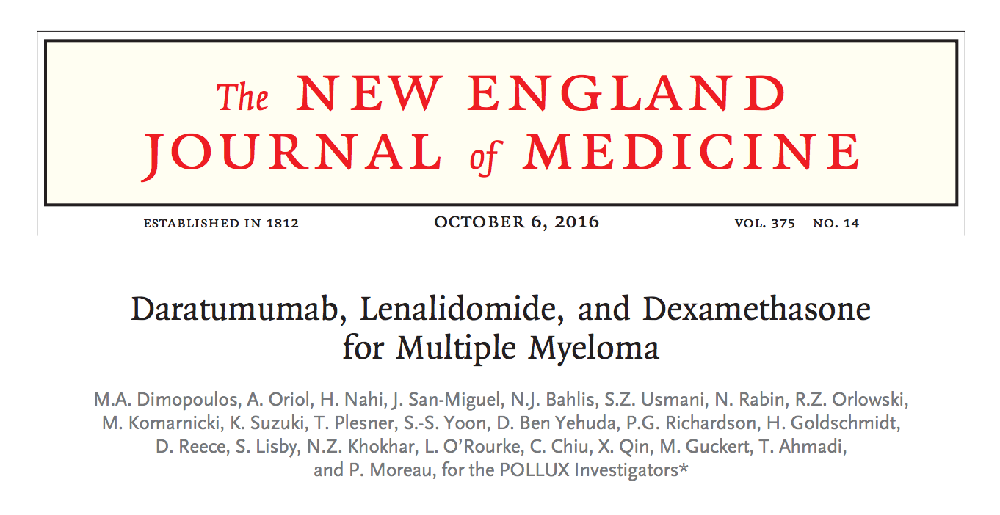 The NEW ENGLAND
JOURNAL of MEDICINE
ESTABLISHED IN 1812 OCTOBER 6, 2016 VOL. 375 NO. 14
Daratumumab, Lenalidomide, and Dexamethasone
for Multiple Myeloma
M.A. Dimopoulos, A. Oriol, H. Nahi, J. San-Miguel, N.J. Bahlis, S.Z. Usmani, N. Rabin, R.Z. Orlowski,
M. Komarnicki, K. Suzuki, T. Plesner, S.-S. Yoon, D. Ben Yehuda, P.G. Richardson, H. Goldschmidt,
D. Reece, S. Lisby, N.Z. Khokhar, L. O’Rourke, C. Chiu, X. Qin, M. Guckert, T. Ahmadi,
and P. Moreau, for the POLLUX Investigators*